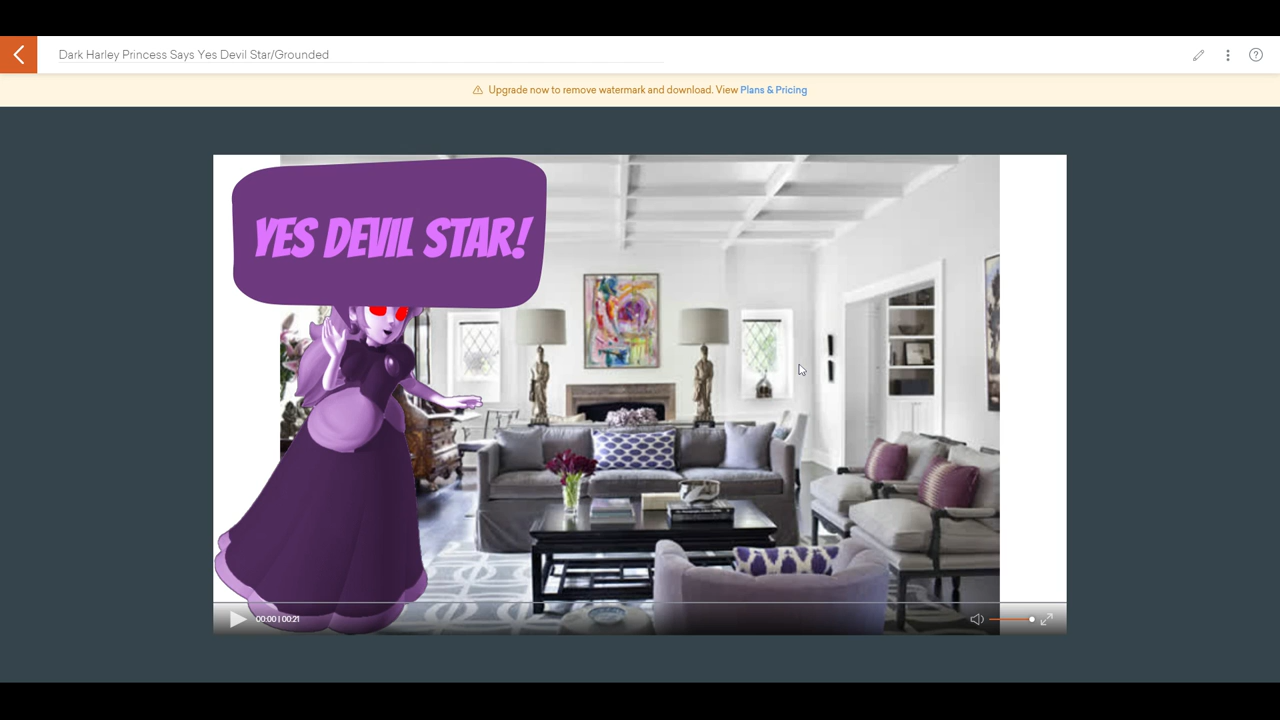 Dark Harley Princess Says Yes Devil Star/Grounded
Upgrade now to remove watermark and download. View Plans & Pricing
YES DEVIL STAR!
00:00 | 00:21